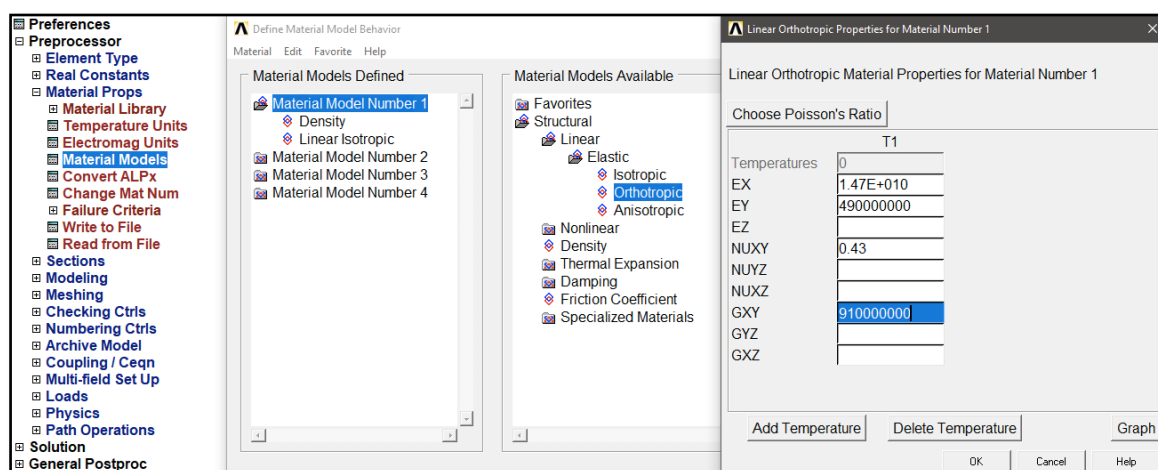 Preferences
Preprocessor
Element Type
Real Constants
Material Props
Material Library
Temperature Units
Electromag Units
Material Models
Convert ALPx
Change Mat Num
Failure Criteria
Write to File
Read from File
Sections
Modeling
Meshing
Checking Ctrls
Numbering Ctrls
Archive Model
Coupling / Ceqn
Multi-field Set Up
Loads
Physics
Path Operations
Solution
General Postproc
Define Material Model Behavior
Material Edit Favorite Help
Material Models Defined
Material Model Number 1
Density
Linear Isotropic
Material Model Number 2
Material Model Number 3
Material Model Number 4
Material Models Available
Favorites
Structural
Linear
Elastic
Isotropic
Orthotropic
Anisotropic
Nonlinear
Density
Thermal Expansion
Damping
Friction Coefficient
Specialized Materials
Linear Orthotropic Properties for Material Number 1
Linear Orthotropic Material Properties for Material Number 1
Choose Poisson's Ratio
T1
Temperatures 0
EX 1.47E+010
EY 490000000
EZ
NUXY 0.43
NUYZ
NUXZ
GXY 910000000
GYZ
GXZ
Add Temperature Delete Temperature Graph
OK Cancel Help